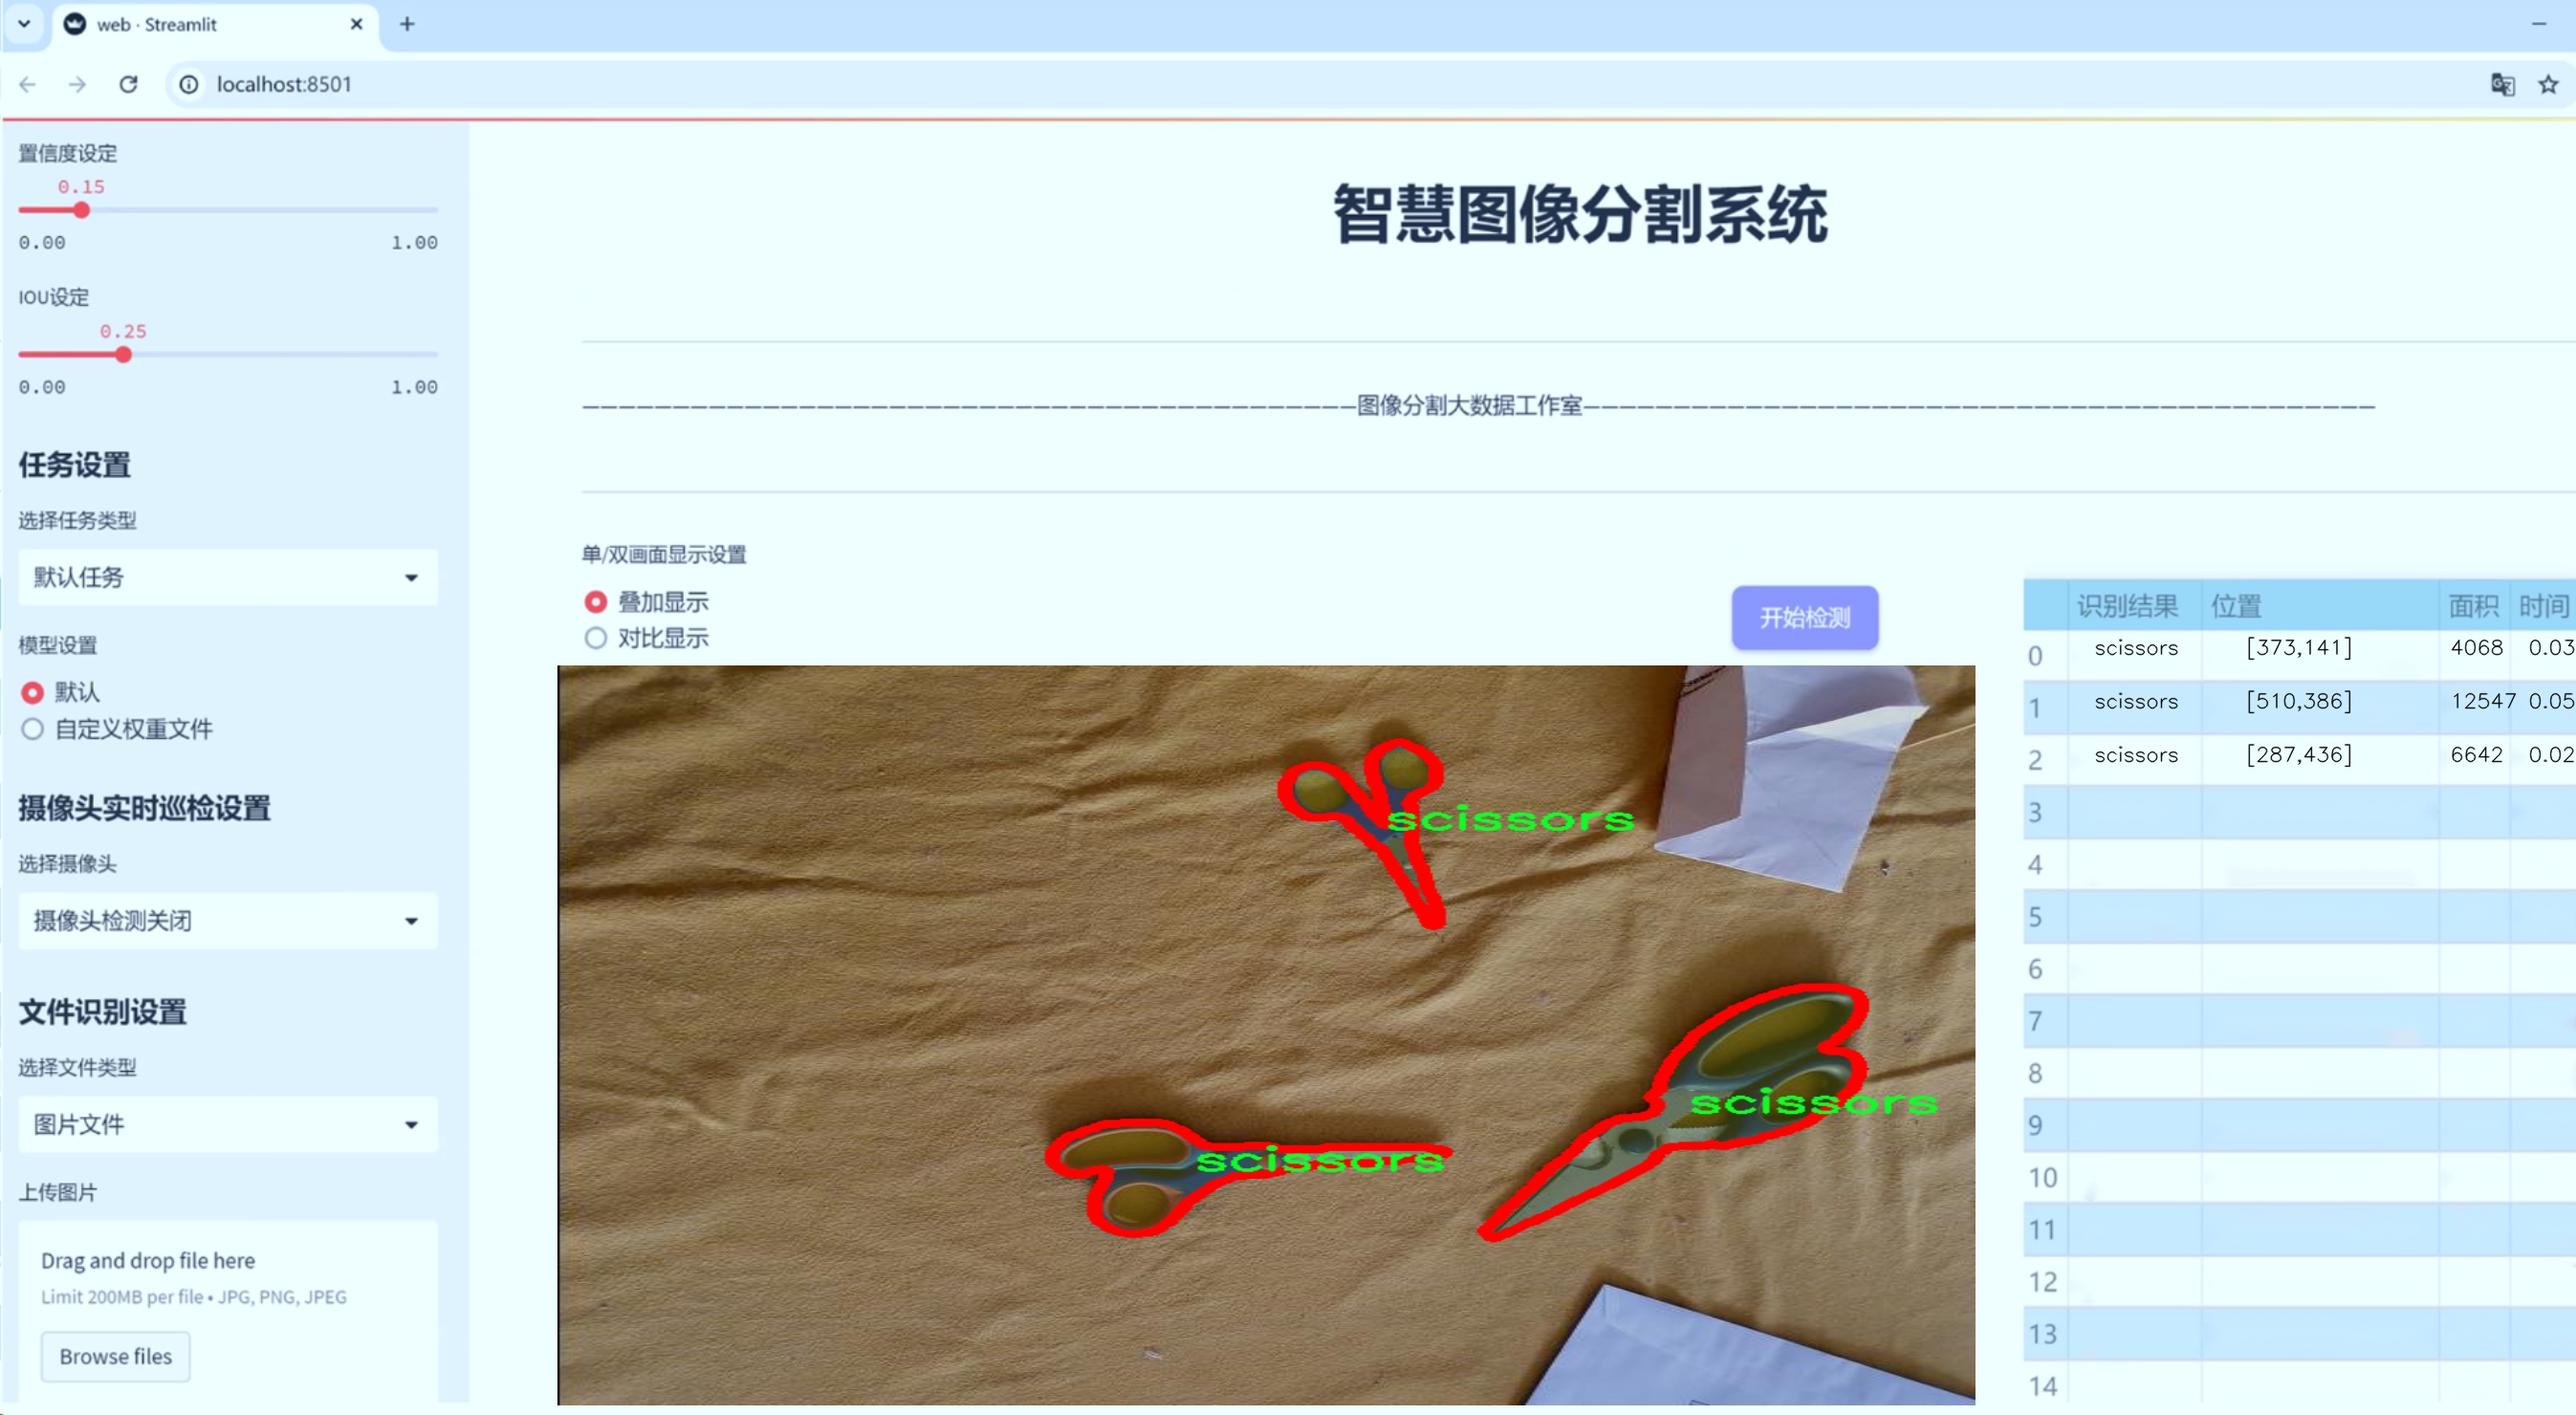 web · Streamlit
localhost:8501
置信度设定
0.15
0.00 1.00
IOU设定
0.25
0.00 1.00
任务设置
选择任务类型
默认任务
模型设置
默认
自定义权重文件
摄像头实时巡检设置
选择摄像头
摄像头检测关闭
文件识别设置
选择文件类型
图片文件
上传图片
Drag and drop file here
Limit 200MB per file • JPG, PNG, JPEG
Browse files
智慧图像分割系统
———————————————————————————————————————————图像分割大数据工作室————————————————————————————————————————————
单/双画面显示设置
叠加显示
对比显示
开始检测
scissors
scissors
scissors
识别结果 位置 面积 时间
0 scissors [373,141] 4068 0.03
1 scissors [510,386] 12547 0.05
2 scissors [287,436] 6642 0.02
3
4
5
6
7
8
9
10
11
12
13
14